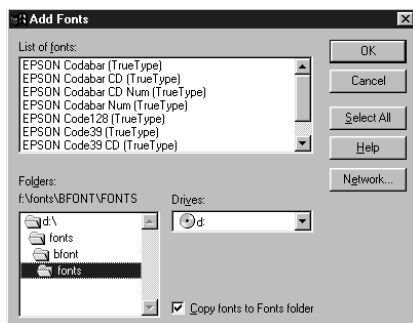 Add Fonts
List of fonts:
EPSON Codabar (TrueType)
EPSON Codabar CD (TrueType)
EPSON Codabar CD Num (TrueType)
EPSON Codabar Num (TrueType)
EPSON Code128 (TrueType)
EPSON Code39 (TrueType)
EPSON Code39 CD (TrueType)
OK
Cancel
Select All
Help
Network...
Folders:
f:\fonts\BFONT\FONTS
d:\
fonts
bfont
fonts
Drives:
d:
Copy fonts to Fonts folder